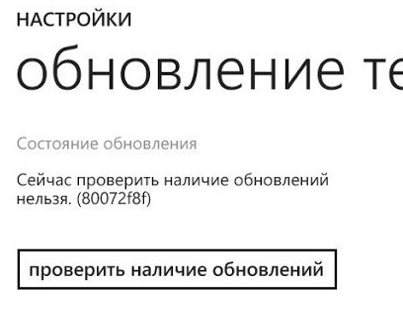 НАСТРОЙКИ
обновление те
Состояние обновления
Сейчас проверить наличие обновлений
нельзя. (80072f8f)
проверить наличие обновлений